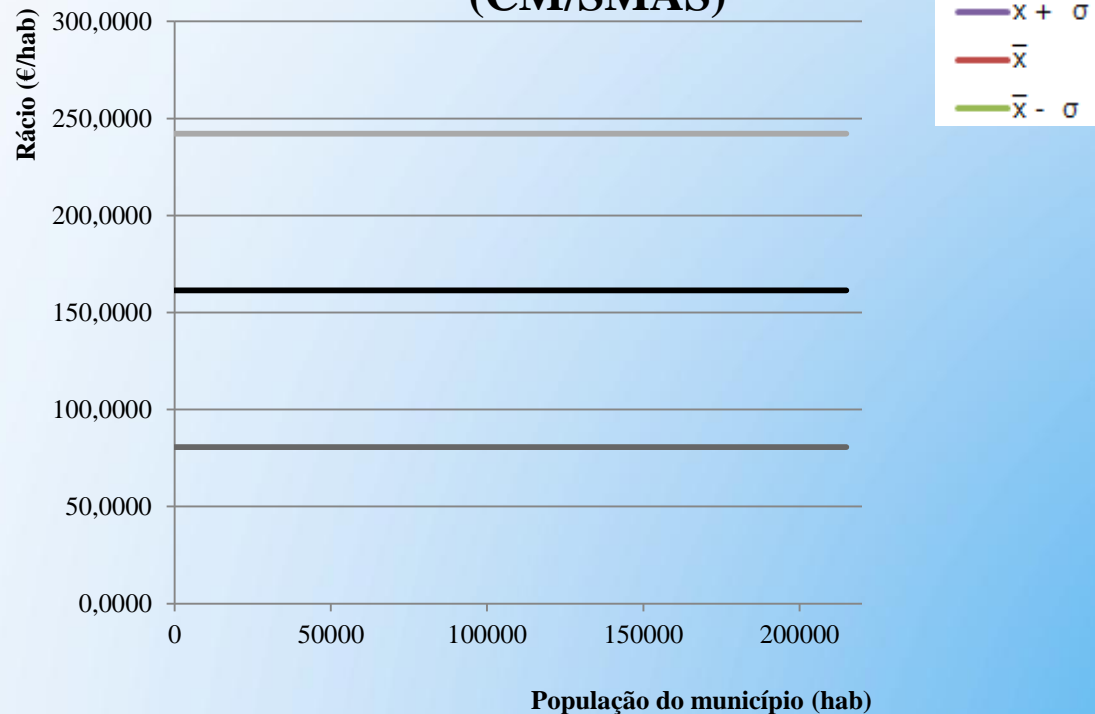 (CM/SMAS)
Rácio (€/hab)
300,0000
250,0000
200,0000
150,0000
100,0000
50,0000
0,0000
0
50000
100000
150000
200000
População do município (hab)
x + σ
x̅
x̅ - σ